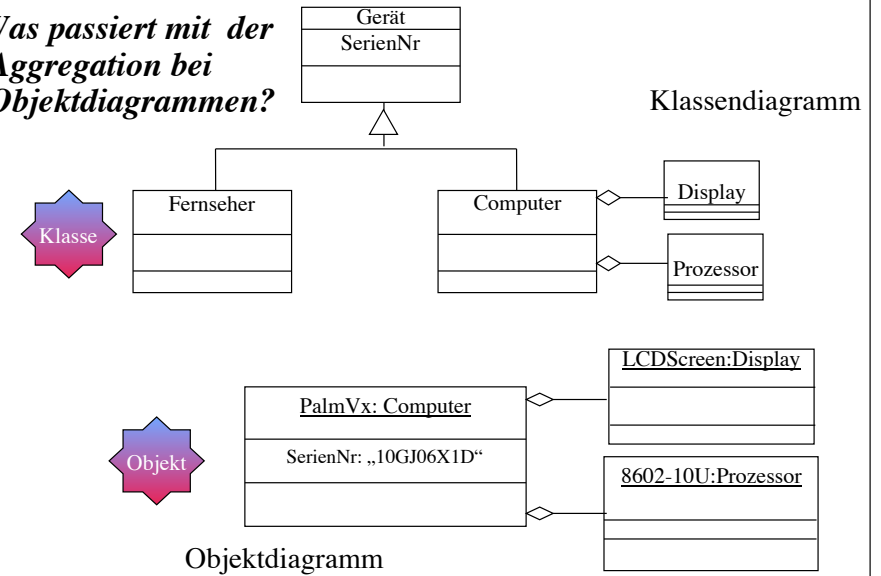 Was passiert mit der
Aggregation bei
Objektdiagrammen?
Gerät
SerienNr
Klassendiagramm
Klasse
Fernseher
Computer
Display
Prozessor
LCDScreen:Display
PalmVx: Computer
SerienNr: „10GJ06X1D“
Objekt
8602-10U:Prozessor
Objektdiagramm